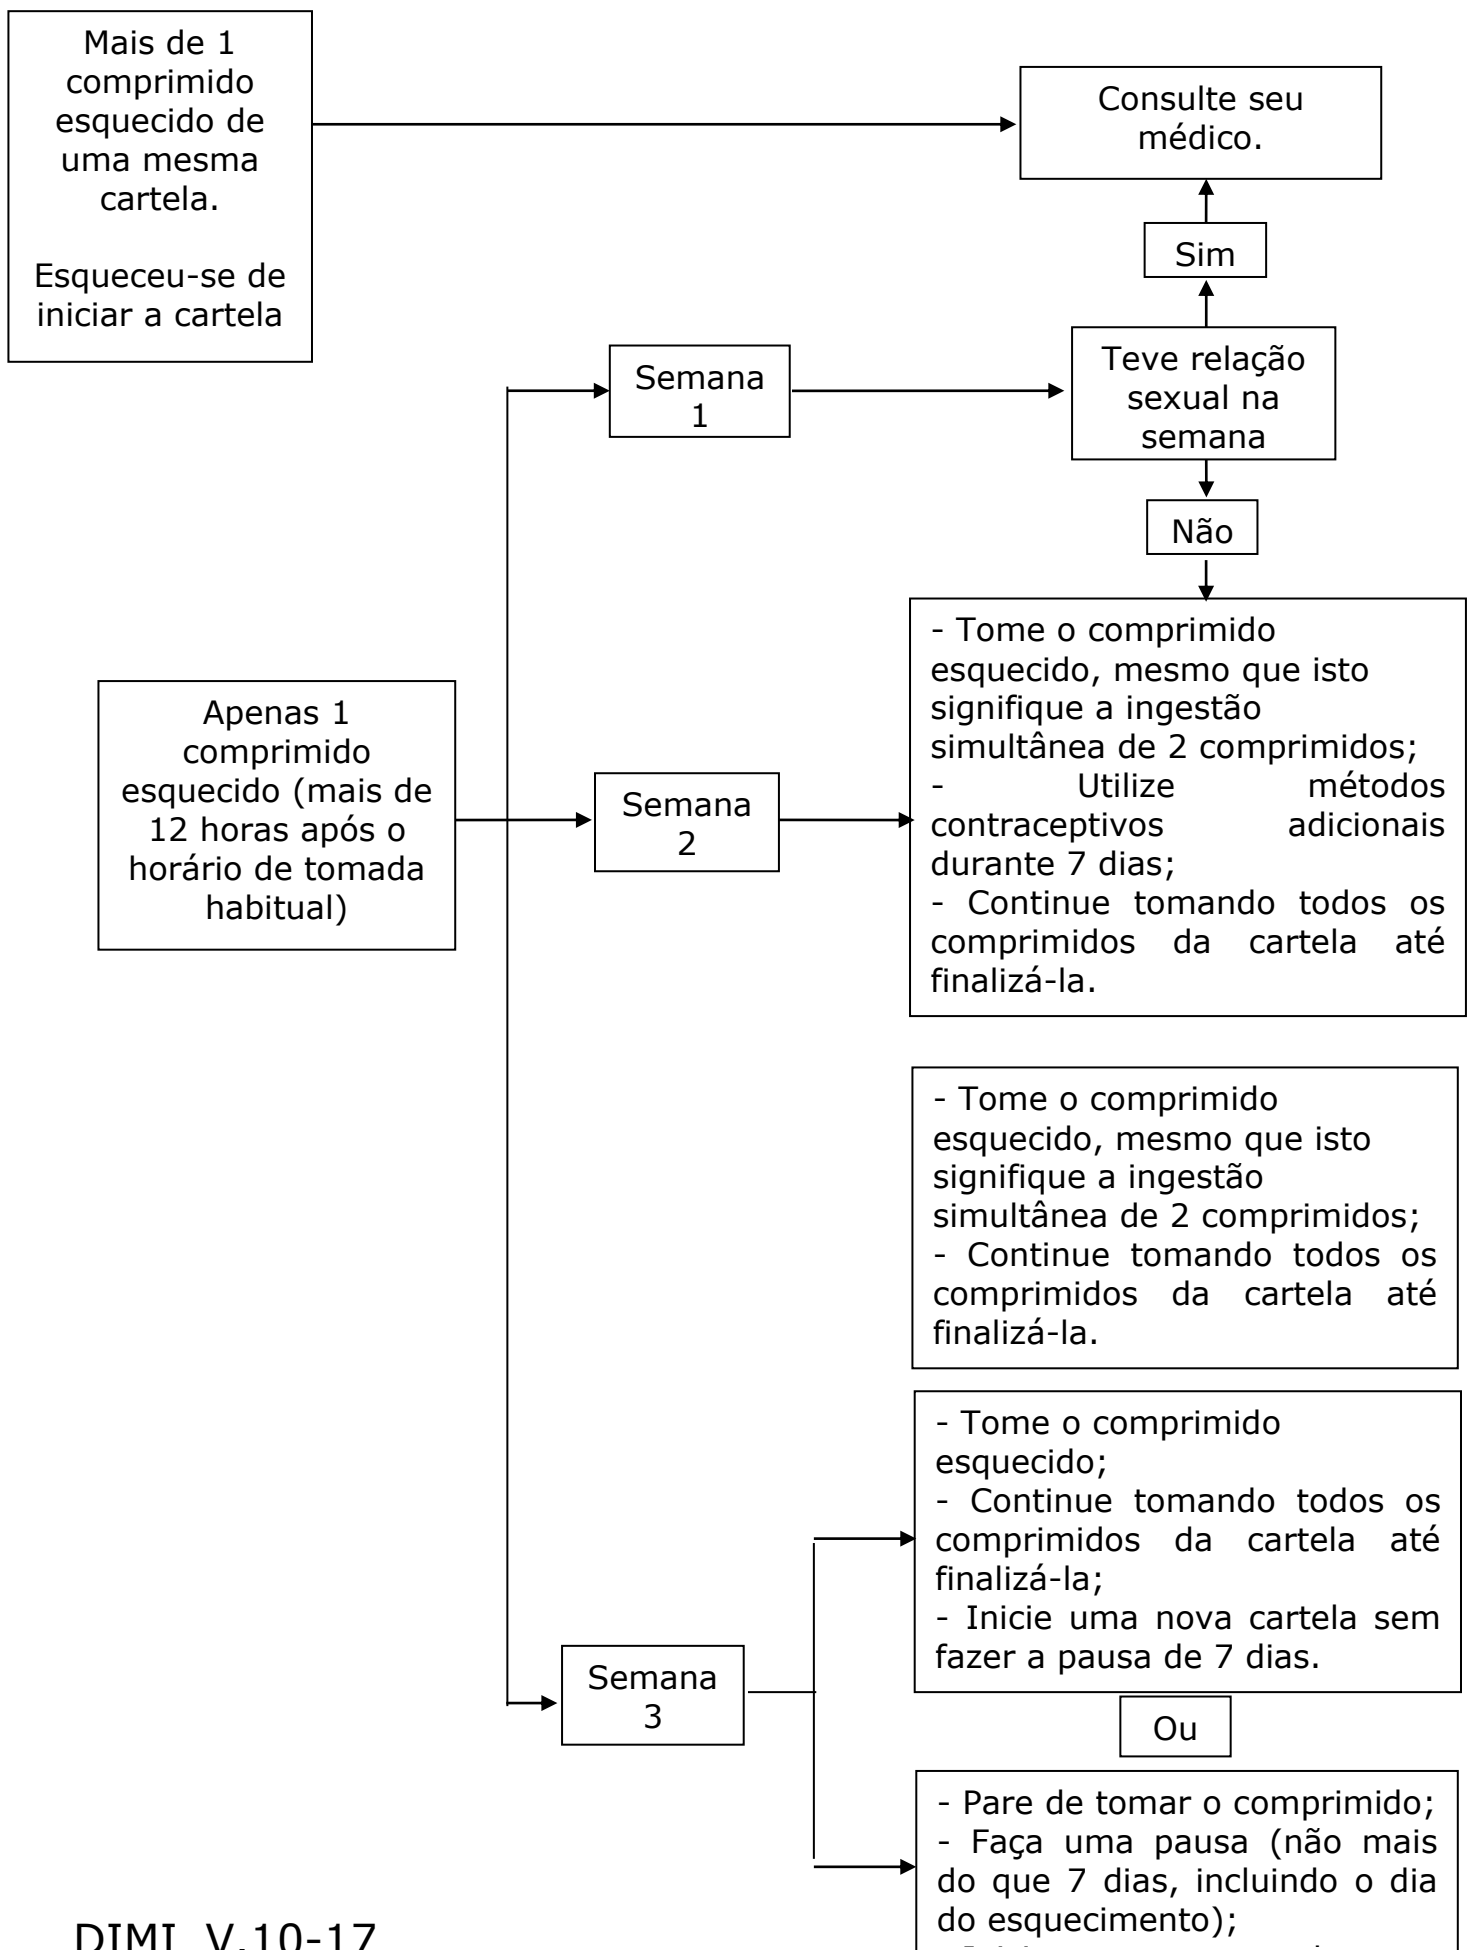 Mais de 1
comprimido
esquecido de
uma mesma
cartela.
Esqueceu-se de
iniciar a cartela
Consulte seu
médico.
Sim
Semana
1
Teve relação
sexual na
semana
Não
Apenas 1
comprimido
esquecido (mais de
12 horas após o
horário de tomada
habitual)
Semana
2
- Tome o comprimido
esquecido, mesmo que isto
signifique a ingestão
simultânea de 2 comprimidos;
- Utilize métodos
contraceptivos adicionais
durante 7 dias;
- Continue tomando todos os
comprimidos da cartela até
finalizá-la.
- Tome o comprimido
esquecido, mesmo que isto
signifique a ingestão
simultânea de 2 comprimidos;
- Continue tomando todos os
comprimidos da cartela até
finalizá-la.
Semana
3
- Tome o comprimido
esquecido;
- Continue tomando todos os
comprimidos da cartela até
finalizá-la;
- Inicie uma nova cartela sem
fazer a pausa de 7 dias.
Ou
- Pare de tomar o comprimido;
- Faça uma pausa (não mais
do que 7 dias, incluindo o dia
do esquecimento);
DIMI_V.10-17